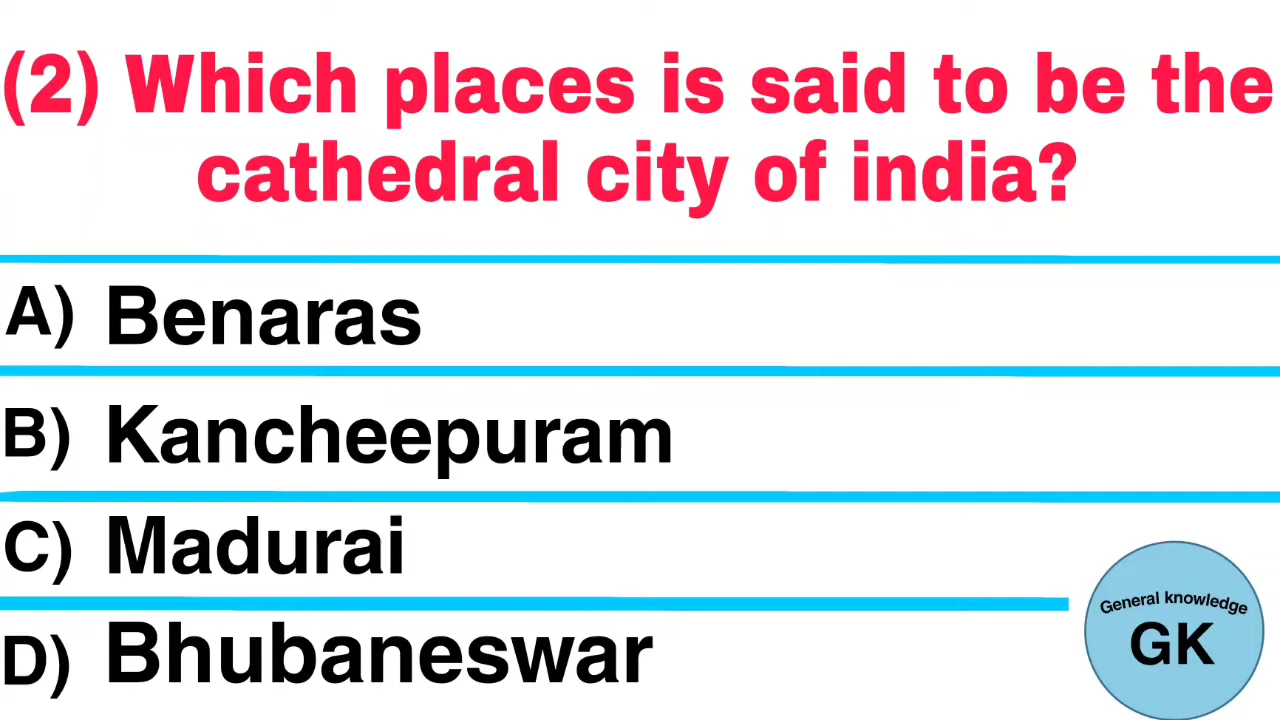 (2) Which places is said to be the
cathedral city of india?
A) Benaras
B) Kancheepuram
C) Madurai
D) Bhubaneswar
General knowledge
GK